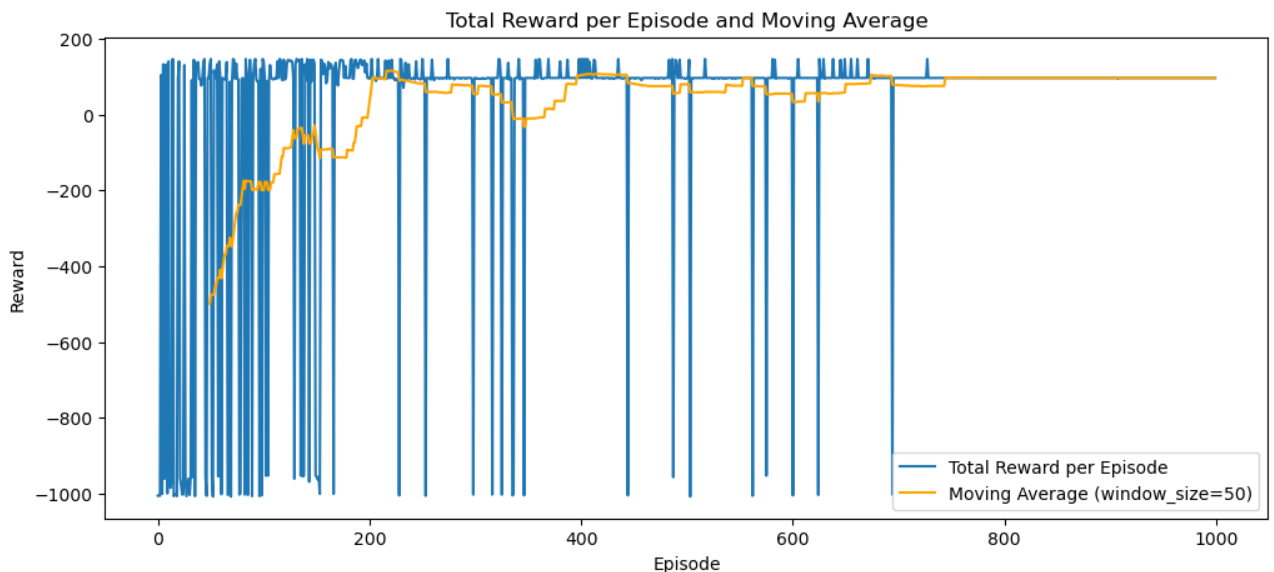 Total Reward per Episode and Moving Average
200
0
−200
−400
−600
−800
−1000
Reward
0
200
400
600
800
1000
Episode
Total Reward per Episode
Moving Average (window_size=50)